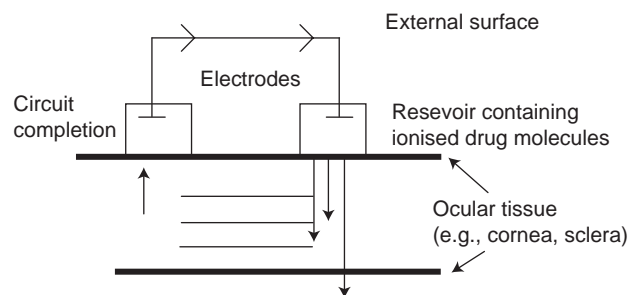 External surface
Electrodes
Circuit
completion
Resevoir containing
ionised drug molecules
Ocular tissue
(e.g., cornea, sclera)